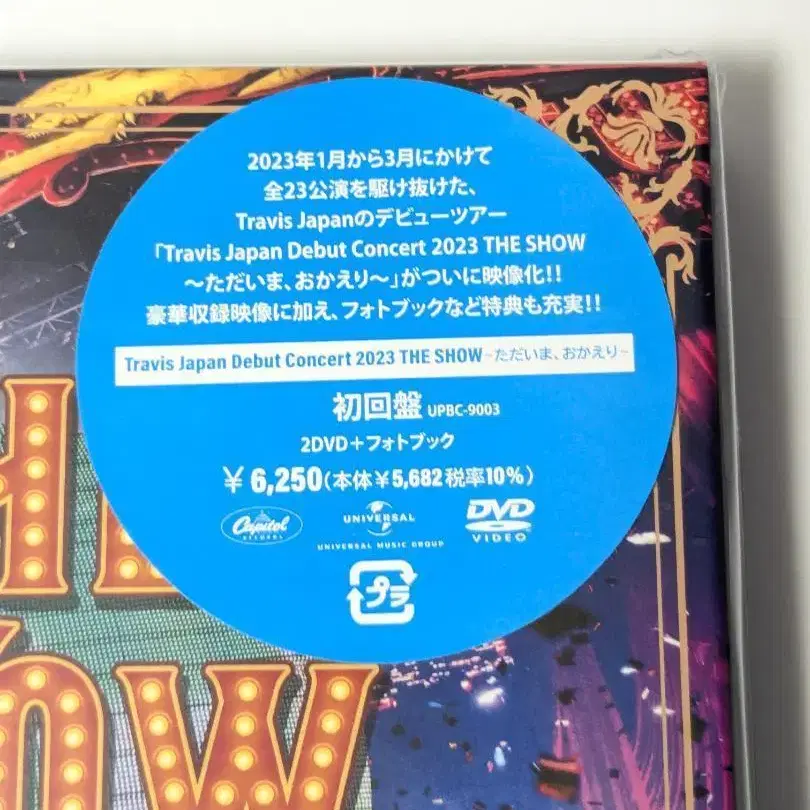 2023年1月から3月にかけて
全23公演を駆け抜けた、
Travis Japanのデビューツアー
「Travis Japan Debut Concert 2023 THE SHOW
～ただいま、おかえり～」がついに映像化!!
豪華収録映像に加え、フォトブックなど特典も充実!!
Travis Japan Debut Concert 2023 THE SHOW～ただいま、おかえり～
初回盤 UPBC-9003
2DVD＋フォトブック
￥6,250(本体￥5,682税率10%)
Capitol
RECORDS
UNIVERSAL
UNIVERSAL MUSIC GROUP
DVD
VIDEO
プラ